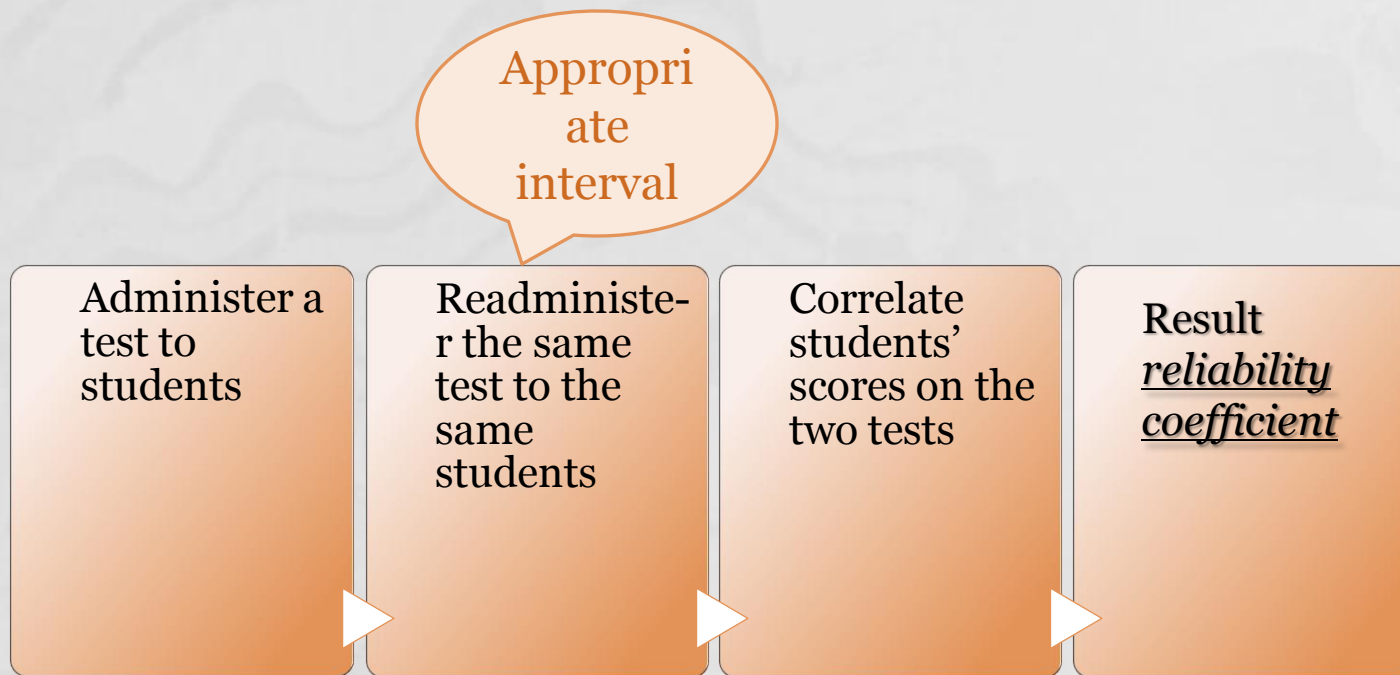 Appropri
ate
interval
Administer a
test to
students
Readministe-
r the same
test to the
same
students
Correlate
students’
scores on the
two tests
Result
reliability
coefficient